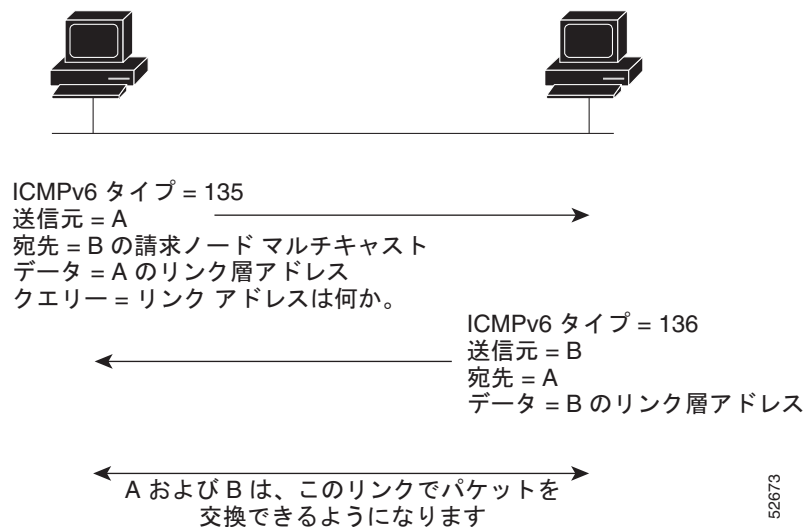 ICMPv6 タイプ = 135
送信元 = A
宛先 = B の請求ノード マルチキャスト
データ = A のリンク層アドレス
クエリー = リンク アドレスは何か。
ICMPv6 タイプ = 136
送信元 = B
宛先 = A
データ = B のリンク層アドレス
A および B は、このリンクでパケットを
交換できるようになります
52673